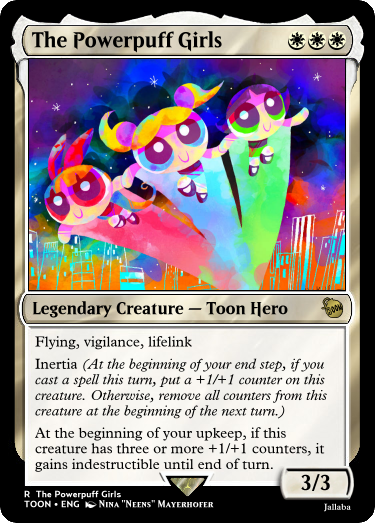 The Powerpuff Girls
Legendary Creature — Toon Hero
Flying, vigilance, lifelink
Inertia (At the beginning of your end step, if you
cast a spell this turn, put a +1/+1 counter on this
creature. Otherwise, remove all counters from this
creature at the beginning of the next turn.)
At the beginning of your upkeep, if this
creature has three or more +1/+1 counters, it
gains indestructible until end of turn.
3/3
R The Powerpuff Girls
TOON • ENG Nina "Neens" Mayerhofer
Jallaba